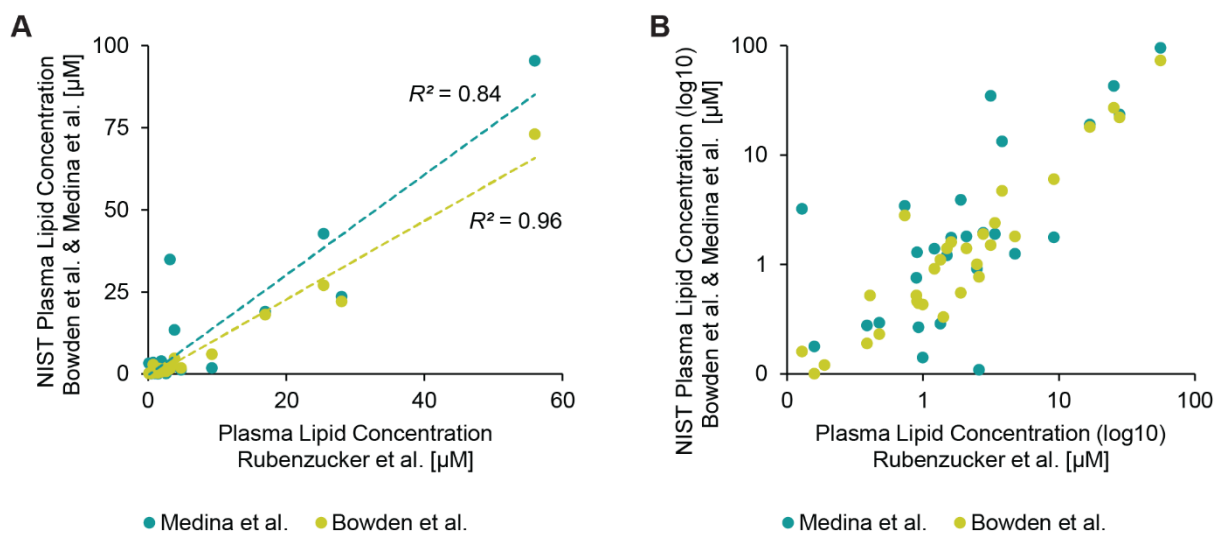 A
NIST Plasma Lipid Concentration
Bowden et al. & Medina et al. [µM]
100
75
50
25
0
R² = 0.84
R² = 0.96
0
20
40
60
Plasma Lipid Concentration
Rubenzucker et al. [µM]
Medina et al.
Bowden et al.
B
NIST Plasma Lipid Concentration (log10)
Bowden et al. & Medina et al. [µM]
100
10
1
0
0
1
10
100
Plasma Lipid Concentration (log10)
Rubenzucker et al. [µM]
Medina et al.
Bowden et al.